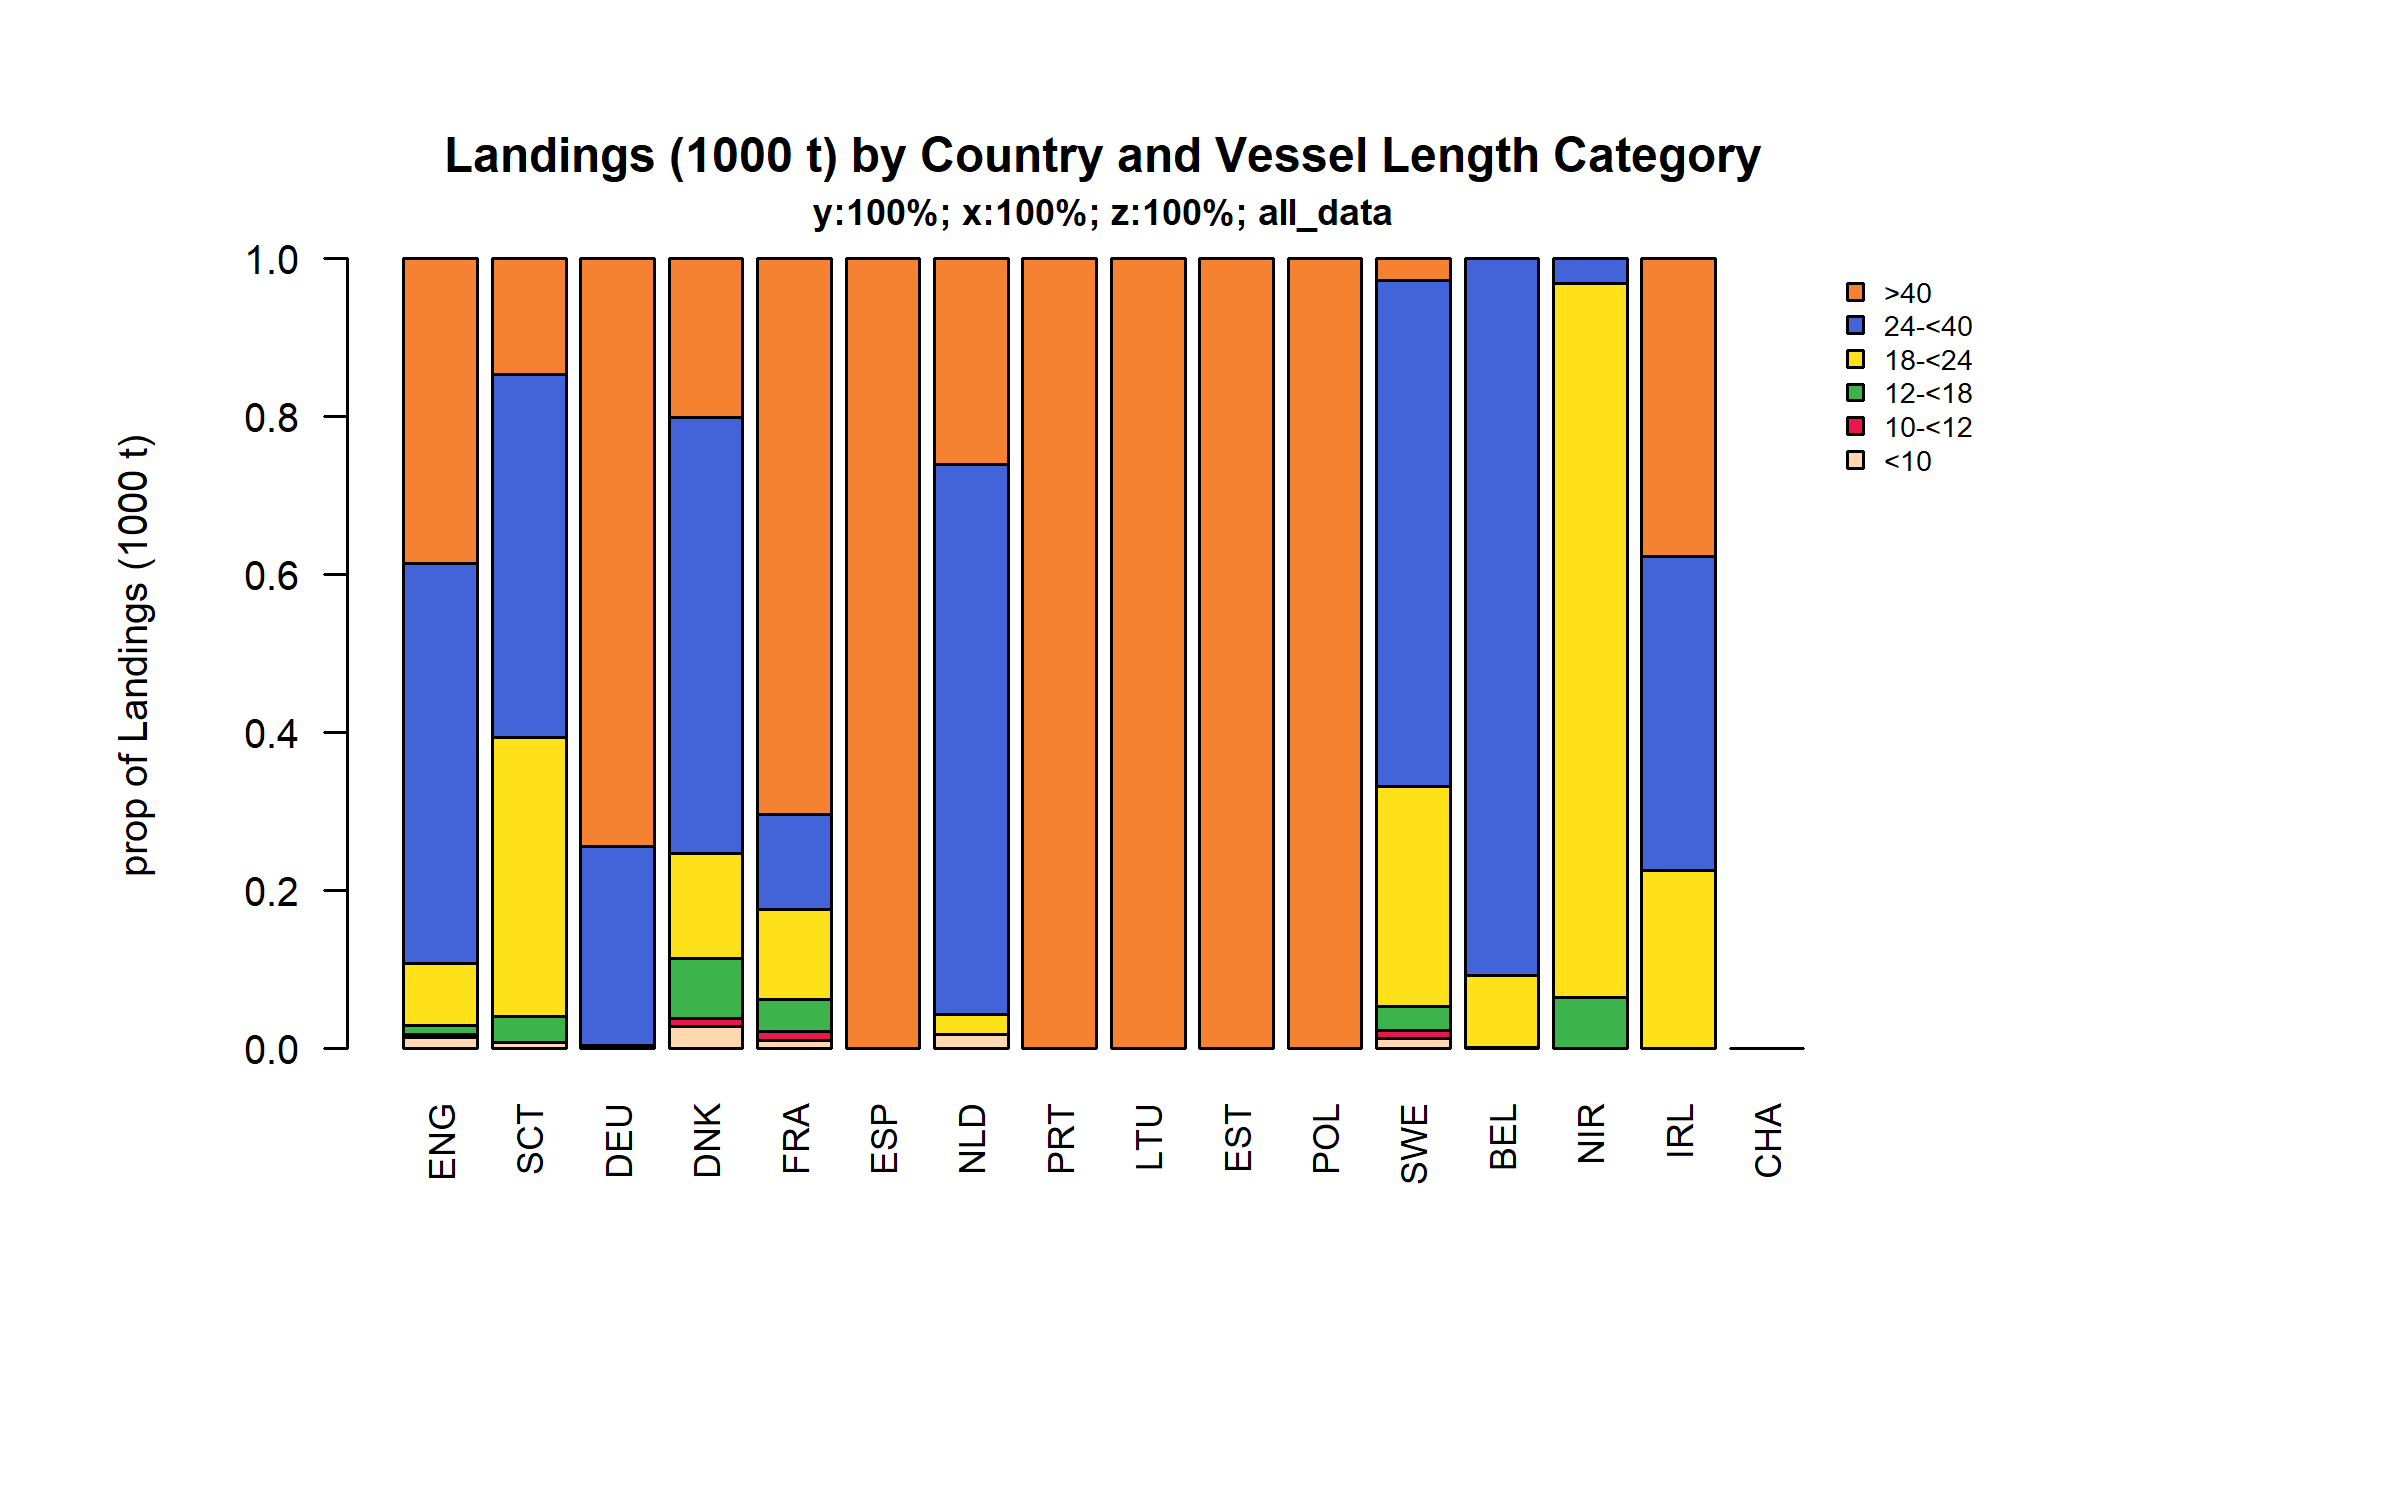 Landings (1000 t) by Country and Vessel Length Category
y:100%; x:100%; z:100%; all_data
prop of Landings (1000 t)
1.0
0.8
0.6
0.4
0.2
0.0
ENG
SCT
DEU
DNK
FRA
ESP
NLD
PRT
LTU
EST
POL
SWE
BEL
NIR
IRL
CHA
>40
24-<40
18-<24
12-<18
10-<12
<10